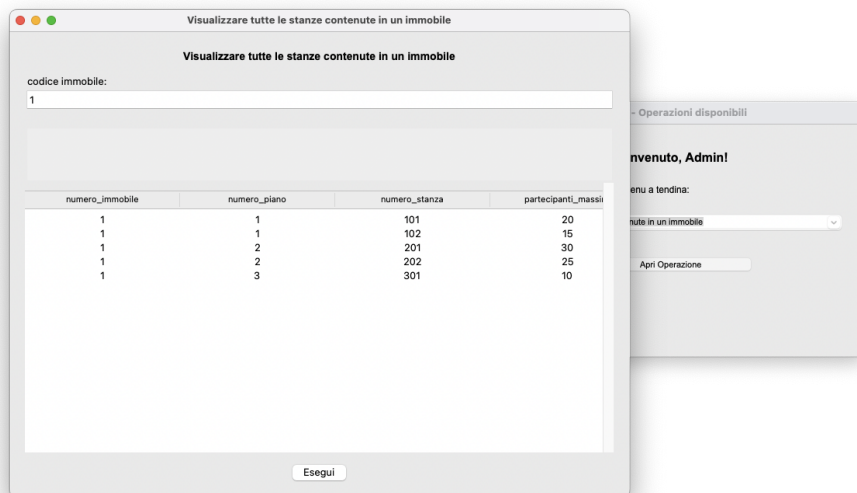 Visualizzare tutte le stanze contenute in un immobile
Visualizzare tutte le stanze contenute in un immobile
codice immobile:
1
numero_immobile numero_piano numero_stanza partecipanti_massi
1 1 101 20
1 1 102 15
1 2 201 30
1 2 202 25
1 3 301 10
Esegui
- Operazioni disponibili
nvenuto, Admin!
enu a tendina:
nute in un immobile
Apri Operazione